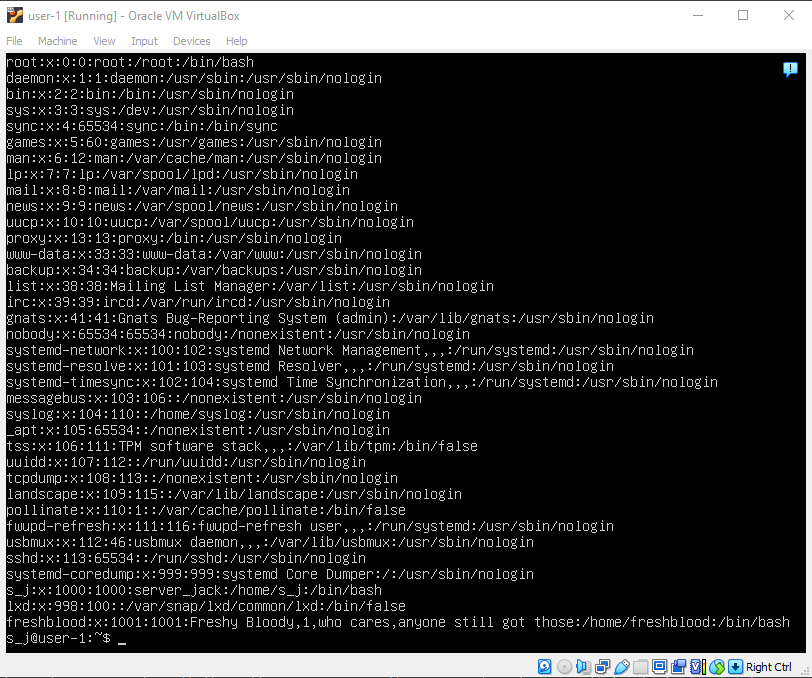 user-1 [Running] - Oracle VM VirtualBox
File Machine View Input Devices Help
root:x:0:0:root:/root:/bin/bash
daemon:x:1:1:daemon:/usr/sbin:/usr/sbin/nologin
bin:x:2:2:bin:/bin:/usr/sbin/nologin
sys:x:3:3:sys:/dev:/usr/sbin/nologin
sync:x:4:65534:sync:/bin:/bin/sync
games:x:5:60:games:/usr/games:/usr/sbin/nologin
man:x:6:12:man:/var/cache/man:/usr/sbin/nologin
lp:x:7:7:lp:/var/spool/lpd:/usr/sbin/nologin
mail:x:8:8:mail:/var/mail:/usr/sbin/nologin
news:x:9:9:news:/var/spool/news:/usr/sbin/nologin
uucp:x:10:10:uucp:/var/spool/uucp:/usr/sbin/nologin
proxy:x:13:13:proxy:/bin:/usr/sbin/nologin
www-data:x:33:33:www-data:/var/www:/usr/sbin/nologin
backup:x:34:34:backup:/var/backups:/usr/sbin/nologin
list:x:38:38:Mailing List Manager:/var/list:/usr/sbin/nologin
irc:x:39:39:ircd:/var/run/ircd:/usr/sbin/nologin
gnats:x:41:41:Gnats Bug-Reporting System (admin):/var/lib/gnats:/usr/sbin/nologin
nobody:x:65534:65534:nobody:/nonexistent:/usr/sbin/nologin
systemd-network:x:100:102:systemd Network Management,,,:/run/systemd:/usr/sbin/nologin
systemd-resolve:x:101:103:systemd Resolver,,,:/run/systemd:/usr/sbin/nologin
systemd-timesync:x:102:104:systemd Time Synchronization,,,:/run/systemd:/usr/sbin/nologin
messagebus:x:103:106::/nonexistent:/usr/sbin/nologin
syslog:x:104:110::/home/syslog:/usr/sbin/nologin
_apt:x:105:65534::/nonexistent:/usr/sbin/nologin
tss:x:106:111:TPM software stack,,,:/var/lib/tpm:/bin/false
uuidd:x:107:112::/run/uuidd:/usr/sbin/nologin
tcpdump:x:108:113::/nonexistent:/usr/sbin/nologin
landscape:x:109:115::/var/lib/landscape:/usr/sbin/nologin
pollinate:x:110:1::/var/cache/pollinate:/bin/false
fwupd-refresh:x:111:116:fwupd-refresh user,,,:/run/systemd:/usr/sbin/nologin
usbmux:x:112:46:usbmux daemon,,,:/var/lib/usbmux:/usr/sbin/nologin
sshd:x:113:65534::/run/sshd:/usr/sbin/nologin
systemd-coredump:x:999:999:systemd Core Dumper:/:/usr/sbin/nologin
s_j:x:1000:1000:server_jack:/home/s_j:/bin/bash
lxd:x:998:100::/var/snap/lxd/common/lxd:/bin/false
freshblood:x:1001:1001:Freshy Bloody,1,who cares,anyone still got those:/home/freshblood:/bin/bash
s_j@user-1:~$ _
Right Ctrl